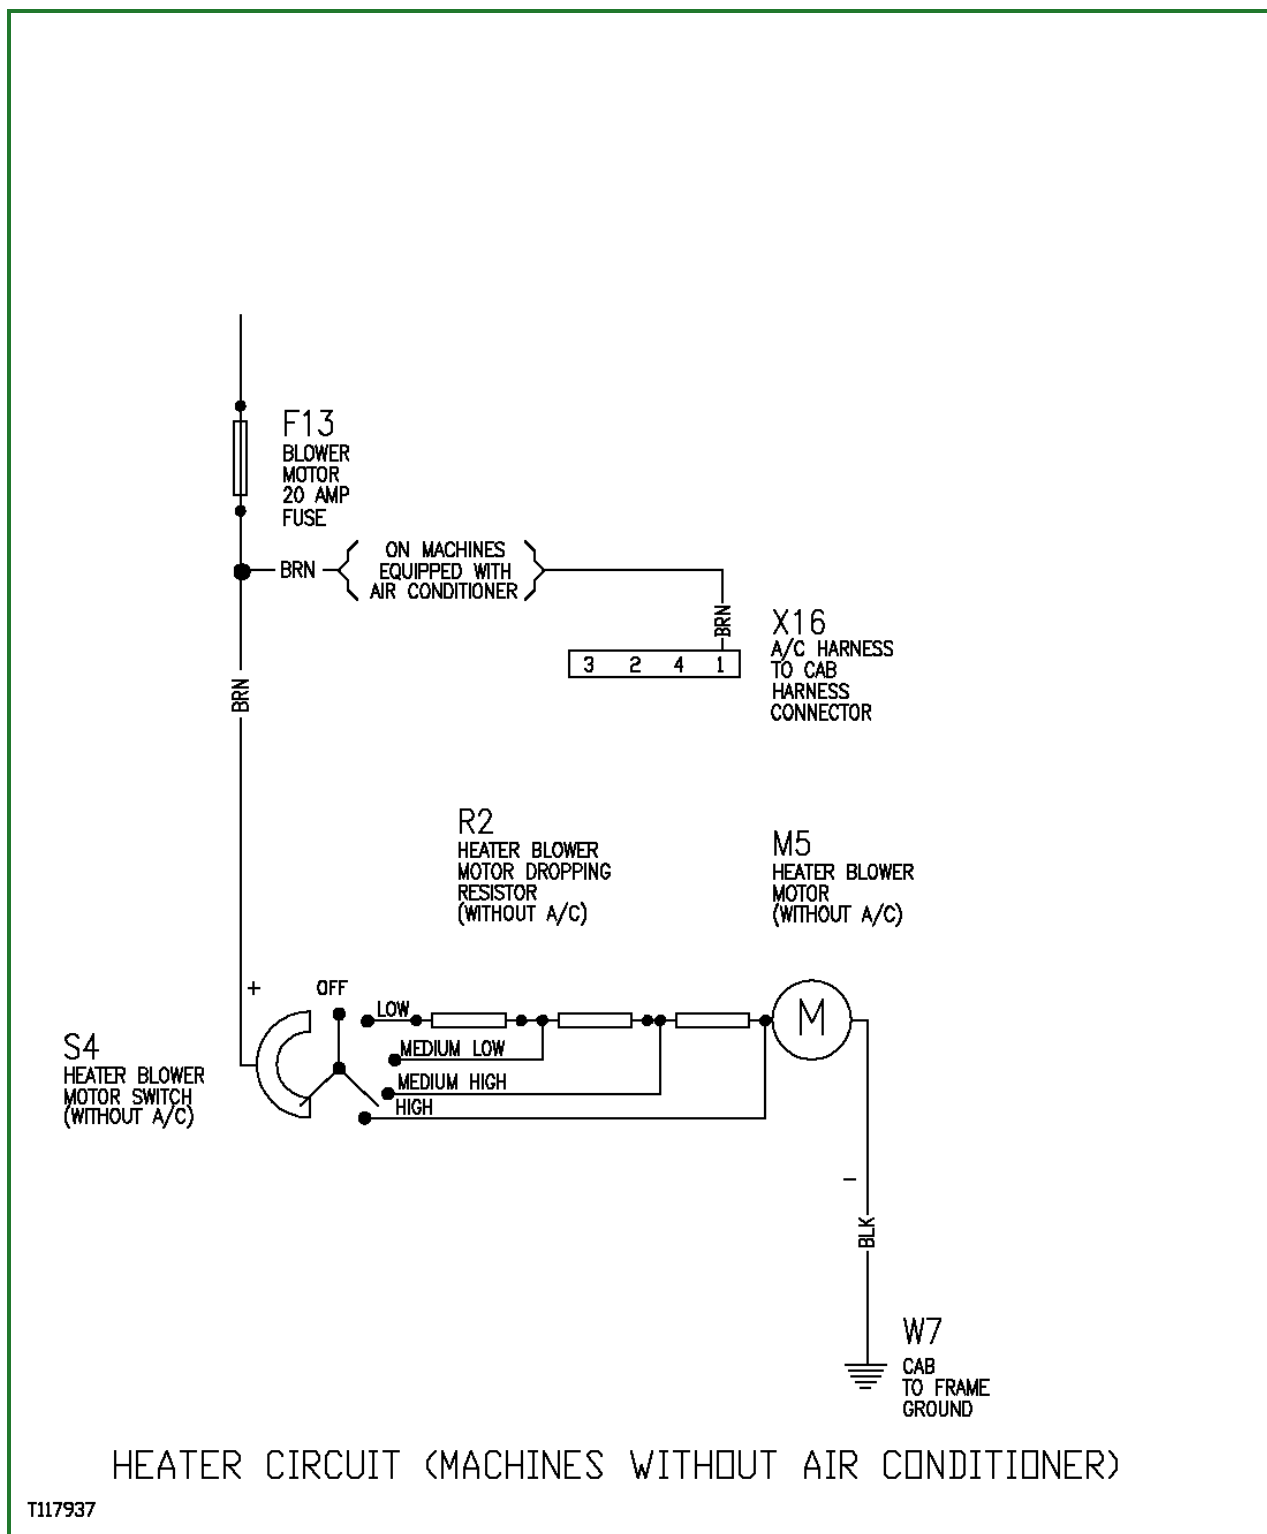 F13
BLOWER
MOTOR
20 AMP
FUSE
BRN
ON MACHINES
EQUIPPED WITH
AIR CONDITIONER
BRN
X16
A/C HARNESS
TO CAB
HARNESS
CONNECTOR
3 2 4 1
BRN
R2
HEATER BLOWER
MOTOR DROPPING
RESISTOR
(WITHOUT A/C)
M5
HEATER BLOWER
MOTOR
(WITHOUT A/C)
+
OFF
LOW
M
S4
HEATER BLOWER
MOTOR SWITCH
(WITHOUT A/C)
MEDIUM LOW
MEDIUM HIGH
HIGH
–
BLK
W7
CAB
TO FRAME
GROUND
HEATER CIRCUIT (MACHINES WITHOUT AIR CONDITIONER)
T117937